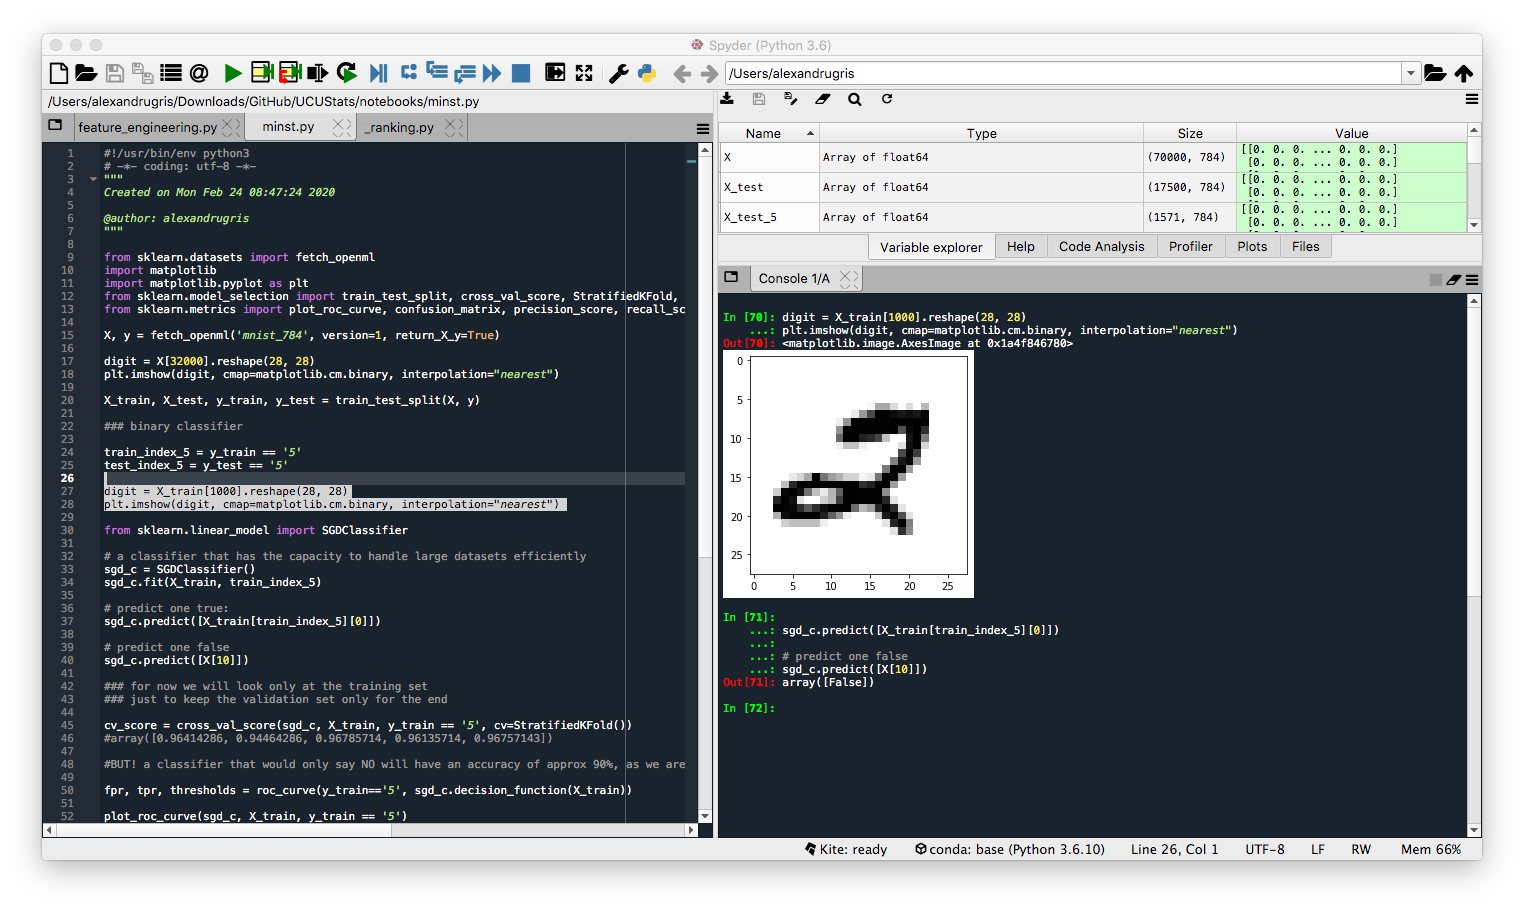 Spyder (Python 3.6)
/Users/alexandrugris
/Users/alexandrugris/Downloads/GitHub/UCUStats/notebooks/minst.py
feature_engineering.py
minst.py
_ranking.py
1 #!/usr/bin/env python3
2 # -*- coding: utf-8 -*-
3 """
4 Created on Mon Feb 24 08:47:24 2020
5
6 @author: alexandrugris
7 """
8
9 from sklearn.datasets import fetch_openml
10 import matplotlib
11 import matplotlib.pyplot as plt
12 from sklearn.model_selection import train_test_split, cross_val_score, StratifiedKFold,
13 from sklearn.metrics import plot_roc_curve, confusion_matrix, precision_score, recall_sc
14
15 X, y = fetch_openml('mnist_784', version=1, return_X_y=True)
16
17 digit = X[32000].reshape(28, 28)
18 plt.imshow(digit, cmap=matplotlib.cm.binary, interpolation="nearest")
19
20 X_train, X_test, y_train, y_test = train_test_split(X, y)
21
22 ### binary classifier
23
24 train_index_5 = y_train == '5'
25 test_index_5 = y_test == '5'
26
27 digit = X_train[1000].reshape(28, 28)
28 plt.imshow(digit, cmap=matplotlib.cm.binary, interpolation="nearest")
29
30 from sklearn.linear_model import SGDClassifier
31
32 # a classifier that has the capacity to handle large datasets efficiently
33 sgd_c = SGDClassifier()
34 sgd_c.fit(X_train, train_index_5)
35
36 # predict one true:
37 sgd_c.predict([X_train[train_index_5][0]])
38
39 # predict one false
40 sgd_c.predict([X[10]])
41
42 ### for now we will look only at the training set
43 ### just to keep the validation set only for the end
44
45 cv_score = cross_val_score(sgd_c, X_train, y_train == '5', cv=StratifiedKFold())
46 #array([0.96414286, 0.94464286, 0.96785714, 0.96135714, 0.96757143])
47
48 #BUT! a classifier that would only say NO will have an accuracy of approx 90%, as we are
49
50 fpr, tpr, thresholds = roc_curve(y_train=='5', sgd_c.decision_function(X_train))
51
52 plot_roc_curve(sgd_c, X_train, y_train == '5')
Name Type Size Value
X Array of float64 (70000, 784) [[0. 0. 0. ... 0. 0. 0.]
[0. 0. 0. ... 0. 0. 0.]
X_test Array of float64 (17500, 784) [[0. 0. 0. ... 0. 0. 0.]
[0. 0. 0. ... 0. 0. 0.]
X_test_5 Array of float64 (1571, 784) [[0. 0. 0. ... 0. 0. 0.]
[0. 0. 0. ... 0. 0. 0.]
Variable explorer Help Code Analysis Profiler Plots Files
Console 1/A
In [70]: digit = X_train[1000].reshape(28, 28)
...: plt.imshow(digit, cmap=matplotlib.cm.binary, interpolation="nearest")
Out[70]: <matplotlib.image.AxesImage at 0x1a4f846780>
0
5
10
15
20
25
0 5 10 15 20 25
In [71]:
...: sgd_c.predict([X_train[train_index_5][0]])
...:
...: # predict one false
...: sgd_c.predict([X[10]])
Out[71]: array([False])
In [72]:
Kite: ready conda: base (Python 3.6.10) Line 26, Col 1 UTF-8 LF RW Mem 66%